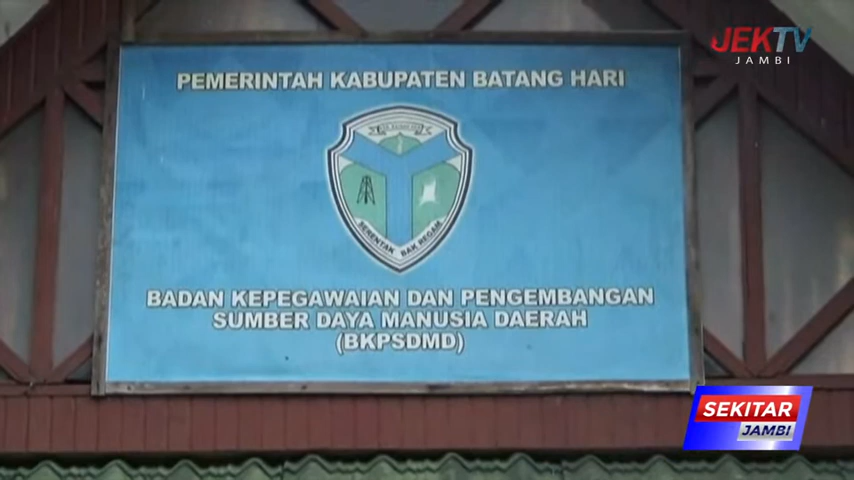 JEKTV
JAMBI
PEMERINTAH KABUPATEN BATANG HARI
SERENTAK BAK REGAM
BADAN KEPEGAWAIAN DAN PENGEMBANGAN
SUMBER DAYA MANUSIA DAERAH
(BKPSDMD)
SEKITAR
JAMBI